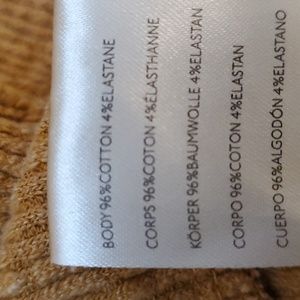 BODY 96%COTTON 4%ELASTANE
CORPS 96%COTON 4%ÉLASTHANNE
KÖRPER 96%BAUMWOLLE 4%ELASTAN
CORPO 96%COTON 4%ELASTAN
CUERPO 96%ALGODÓN 4%ELASTANO